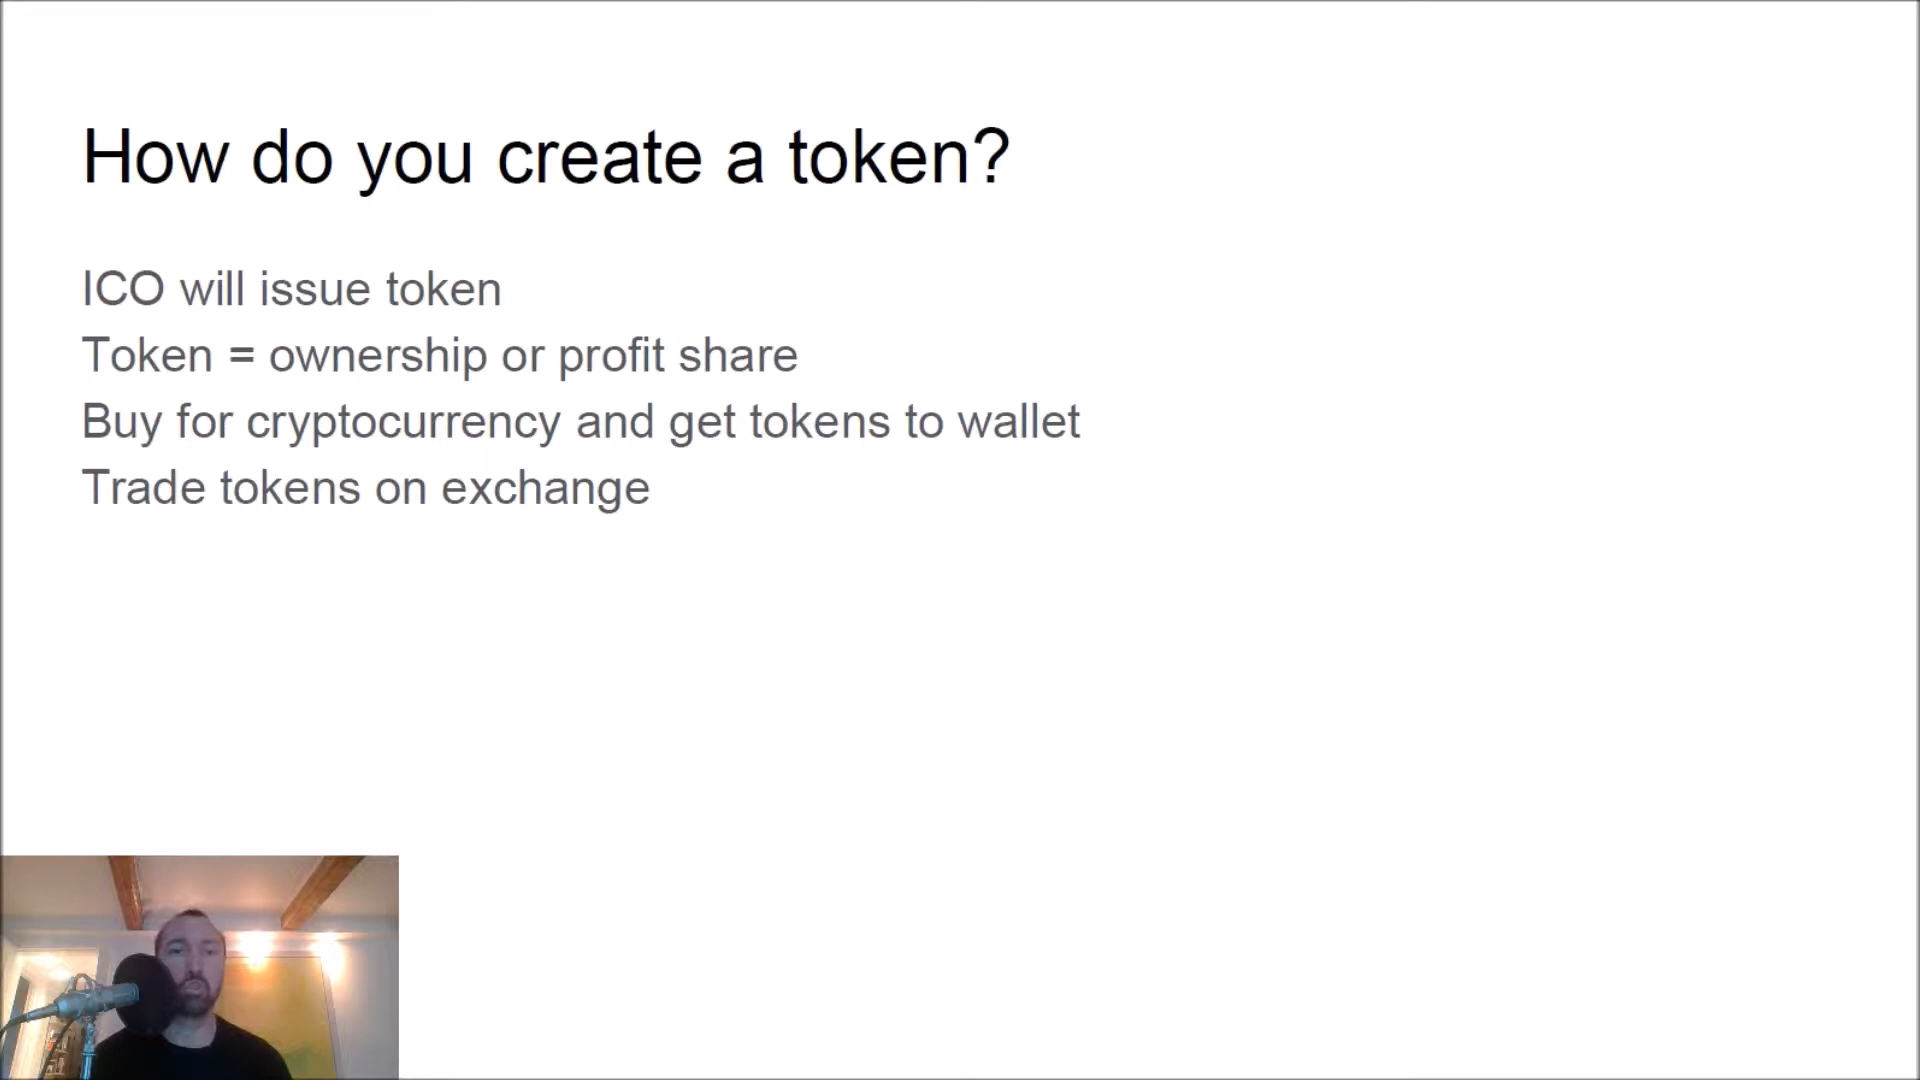 How do you create a token?
ICO will issue token
Token = ownership or profit share
Buy for cryptocurrency and get tokens to wallet
Trade tokens on exchange